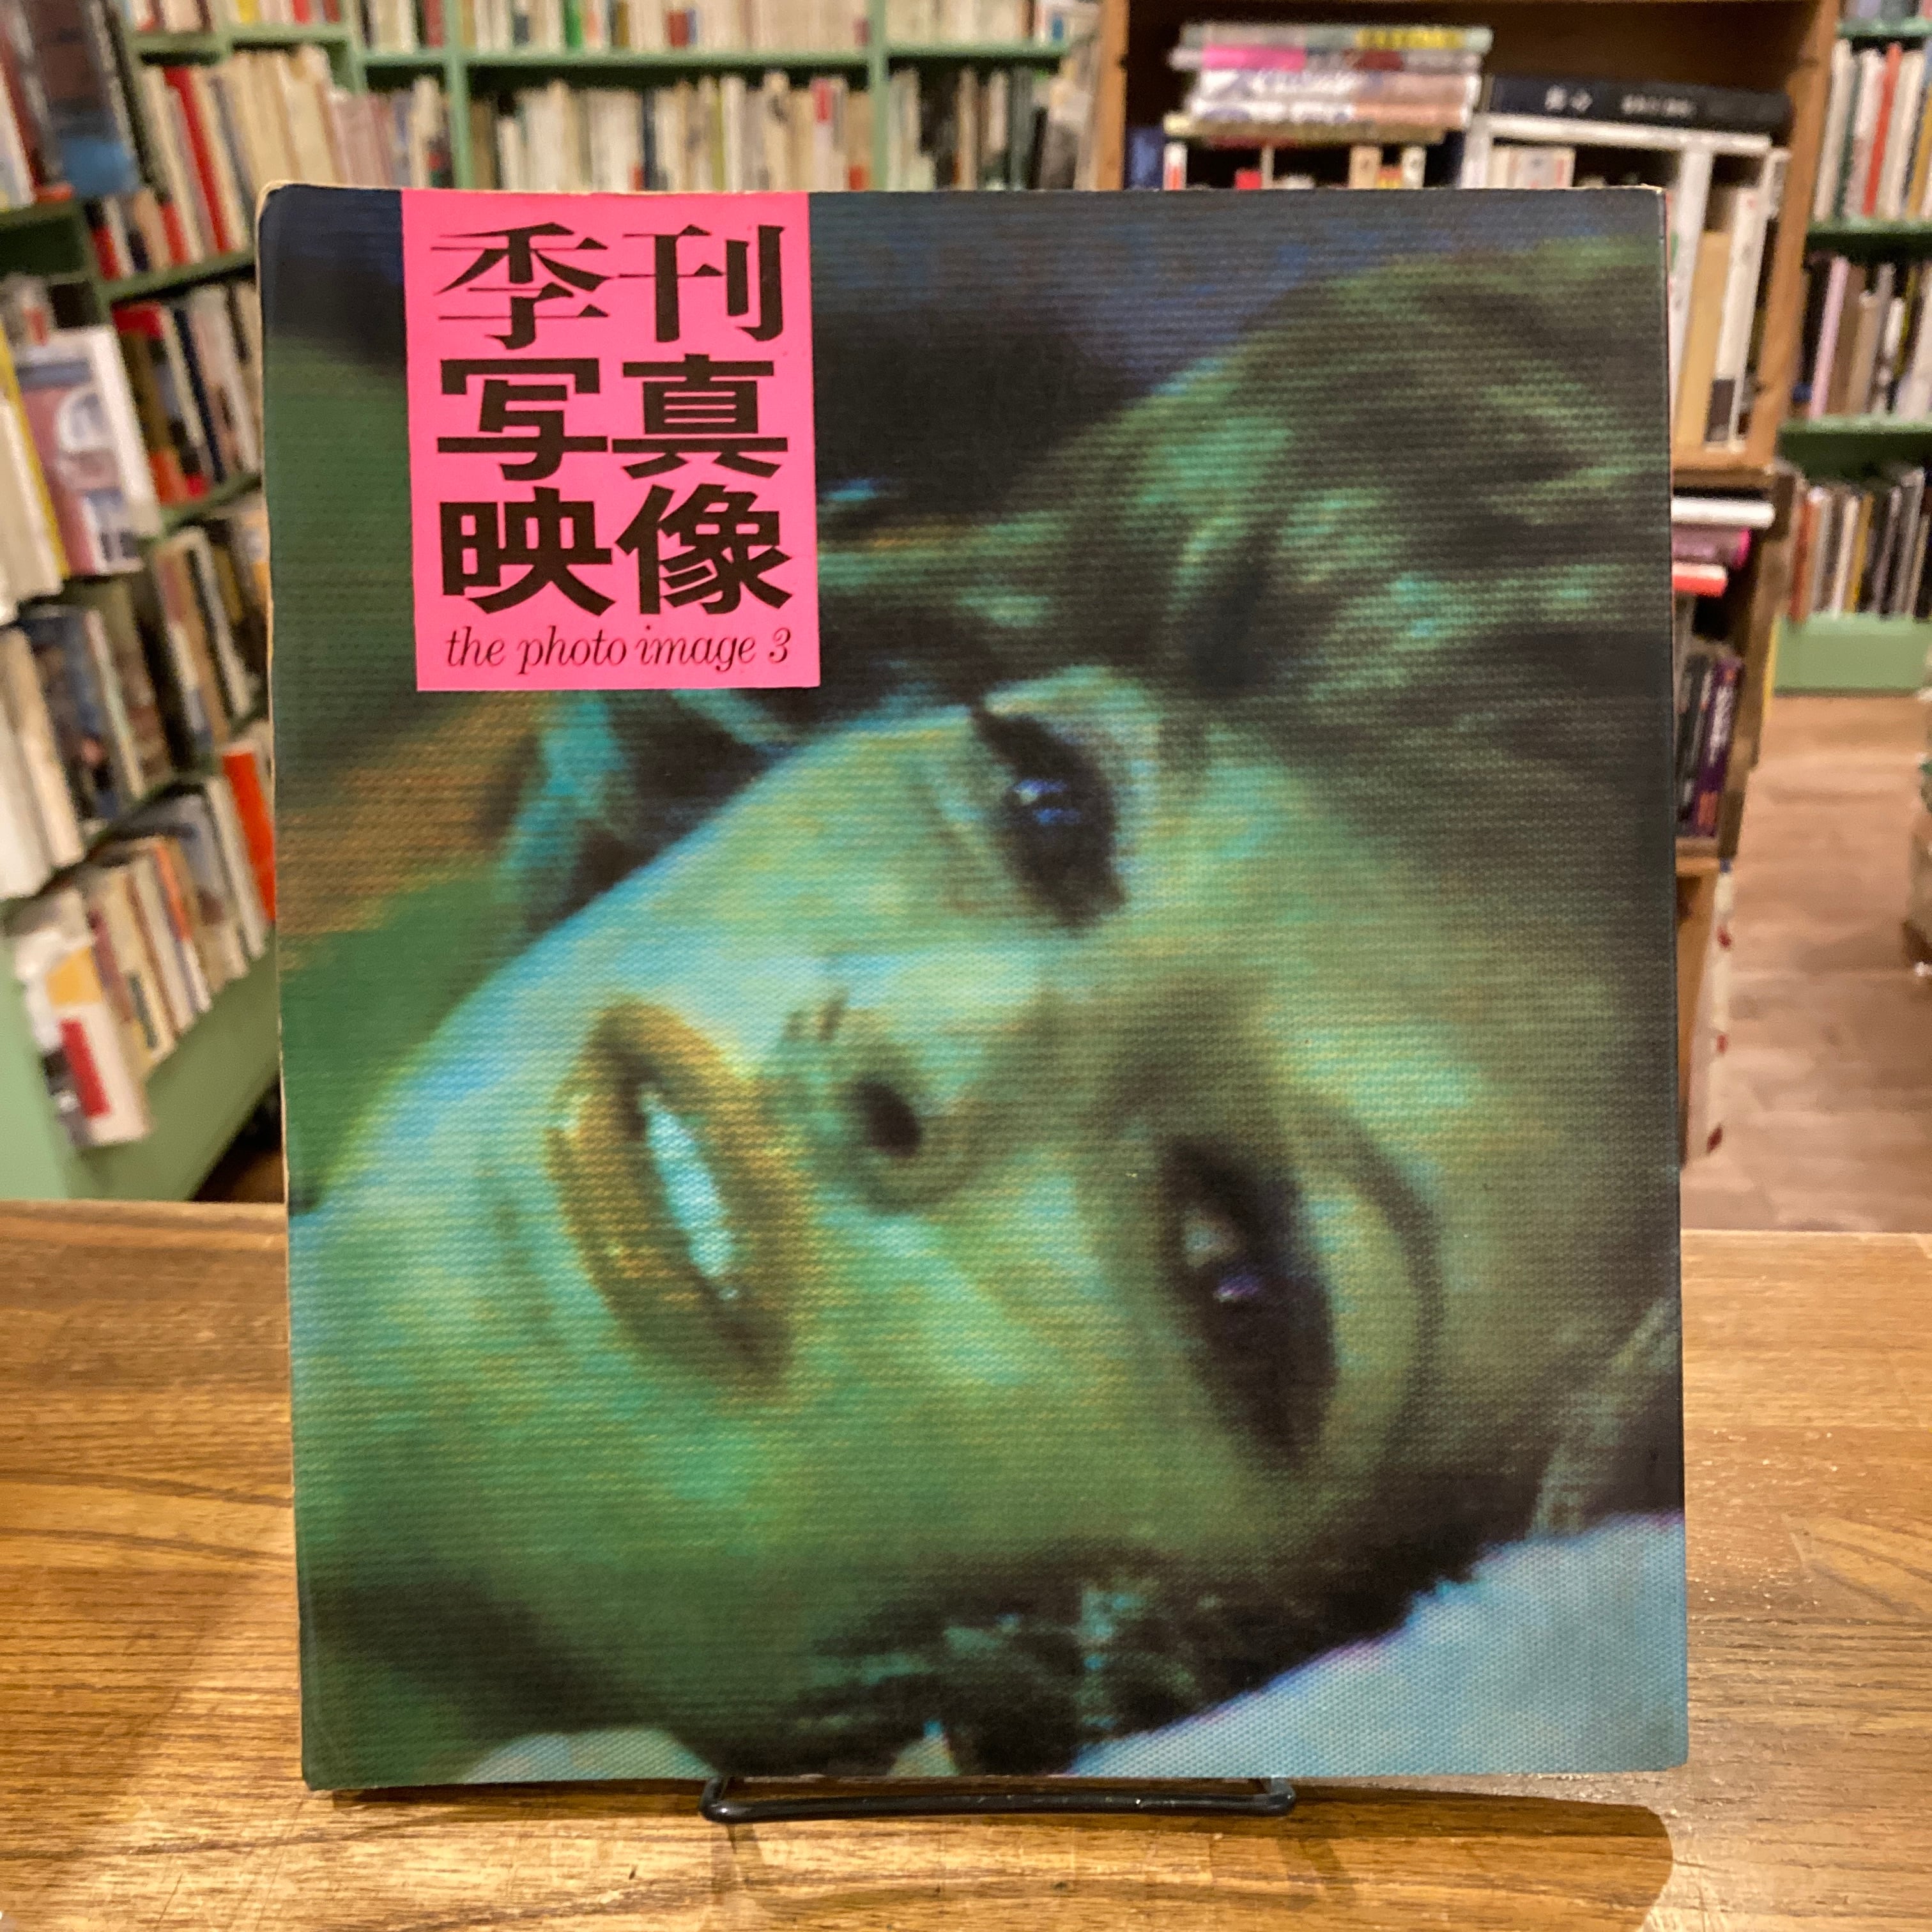 季刊
写真
映像
the photo image 3